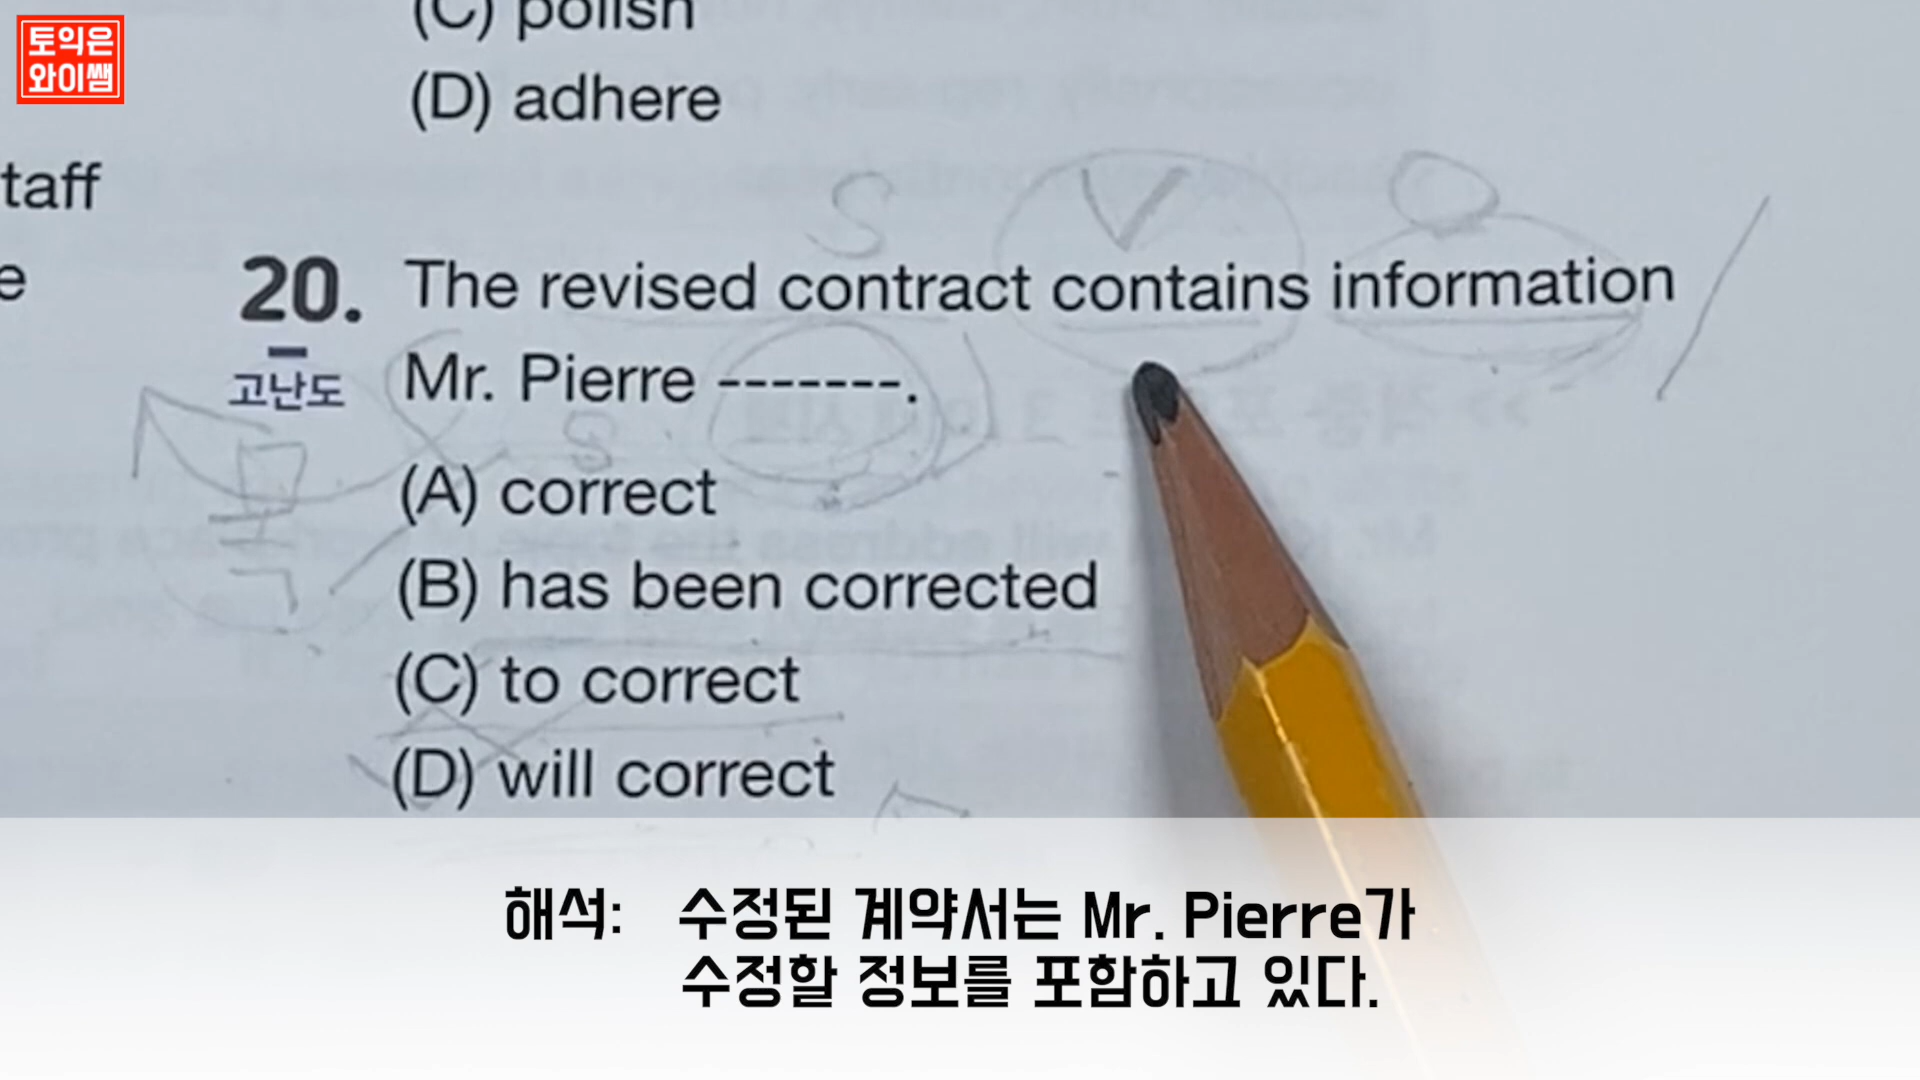 토익은
와이쌤
(C) polish
(D) adhere
taff
e
20. The revised contract contains information
고난도
Mr. Pierre -------.
(A) correct
(B) has been corrected
(C) to correct
(D) will correct
S V O
S
해석: 수정된 계약서는 Mr. Pierre가
수정할 정보를 포함하고 있다.